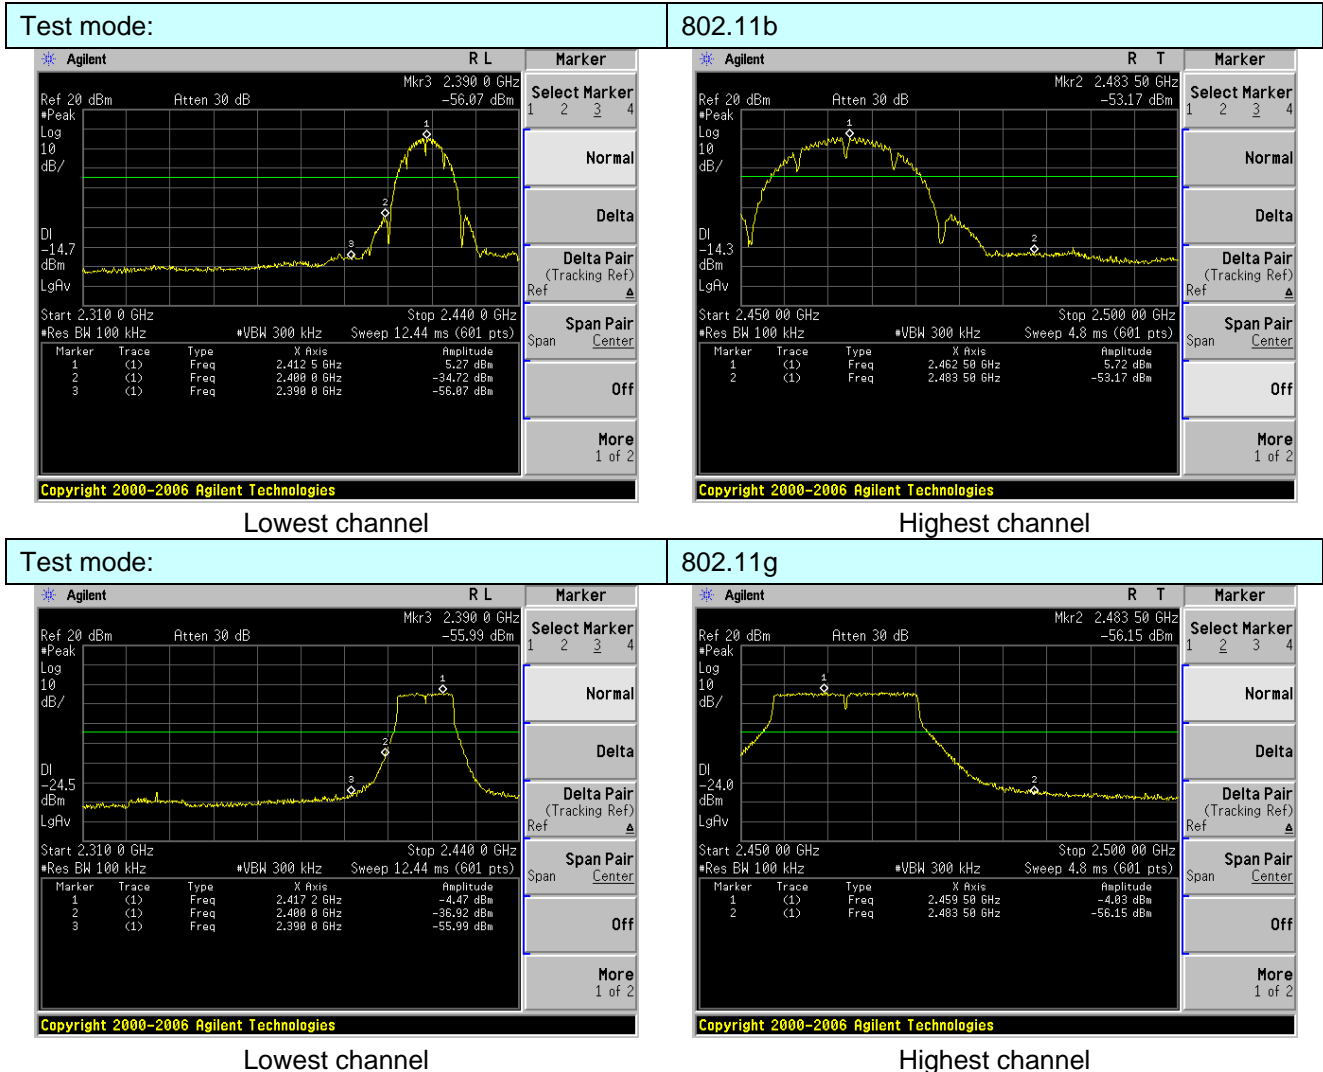 Test mode: 802.11b
Agilent R L Marker
Mkr3 2.390 0 GHz
Ref 20 dBm Atten 30 dB -56.07 dBm
#Peak
Log
10
dB/
1
2
3
DI
-14.7
dBm
LgAv
Start 2.310 0 GHz Stop 2.440 0 GHz
#Res BW 100 kHz #VBW 300 kHz Sweep 12.44 ms (601 pts)
Marker Trace Type X Axis Amplitude
1 (1) Freq 2.412 5 GHz 5.27 dBm
2 (1) Freq 2.400 0 GHz -34.72 dBm
3 (1) Freq 2.390 0 GHz -56.07 dBm
Select Marker
1 2 3 4
Normal
Delta
Delta Pair
(Tracking Ref)
Ref Δ
Span Pair
Span Center
Off
More
1 of 2
Copyright 2000-2006 Agilent Technologies
Lowest channel
Agilent R T Marker
Mkr2 2.483 50 GHz
Ref 20 dBm Atten 30 dB -53.17 dBm
#Peak
Log
10
dB/
1
2
DI
-14.3
dBm
LgAv
Start 2.450 00 GHz Stop 2.500 00 GHz
#Res BW 100 kHz #VBW 300 kHz Sweep 4.8 ms (601 pts)
Marker Trace Type X Axis Amplitude
1 (1) Freq 2.462 50 GHz 5.72 dBm
2 (1) Freq 2.483 50 GHz -53.17 dBm
Select Marker
1 2 3 4
Normal
Delta
Delta Pair
(Tracking Ref)
Ref Δ
Span Pair
Span Center
Off
More
1 of 2
Copyright 2000-2006 Agilent Technologies
Highest channel
Test mode: 802.11g
Agilent R L Marker
Mkr3 2.390 0 GHz
Ref 20 dBm Atten 30 dB -55.99 dBm
#Peak
Log
10
dB/
1
2
3
DI
-24.5
dBm
LgAv
Start 2.310 0 GHz Stop 2.440 0 GHz
#Res BW 100 kHz #VBW 300 kHz Sweep 12.44 ms (601 pts)
Marker Trace Type X Axis Amplitude
1 (1) Freq 2.417 2 GHz -4.47 dBm
2 (1) Freq 2.400 0 GHz -36.92 dBm
3 (1) Freq 2.390 0 GHz -55.99 dBm
Select Marker
1 2 3 4
Normal
Delta
Delta Pair
(Tracking Ref)
Ref Δ
Span Pair
Span Center
Off
More
1 of 2
Copyright 2000-2006 Agilent Technologies
Lowest channel
Agilent R T Marker
Mkr2 2.483 50 GHz
Ref 20 dBm Atten 30 dB -56.15 dBm
#Peak
Log
10
dB/
1
2
DI
-24.0
dBm
LgAv
Start 2.450 00 GHz Stop 2.500 00 GHz
#Res BW 100 kHz #VBW 300 kHz Sweep 4.8 ms (601 pts)
Marker Trace Type X Axis Amplitude
1 (1) Freq 2.459 50 GHz -4.03 dBm
2 (1) Freq 2.483 50 GHz -56.15 dBm
Select Marker
1 2 3 4
Normal
Delta
Delta Pair
(Tracking Ref)
Ref Δ
Span Pair
Span Center
Off
More
1 of 2
Copyright 2000-2006 Agilent Technologies
Highest channel